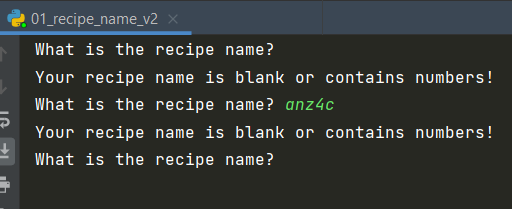 01_recipe_name_v2
What is the recipe name?
Your recipe name is blank or contains numbers!
What is the recipe name? anz4c
Your recipe name is blank or contains numbers!
What is the recipe name?